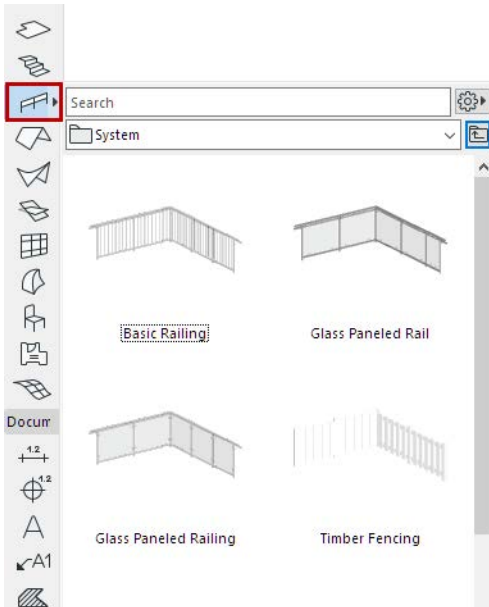 Search
System
Basic Railing
Glass Paneled Rail
Glass Paneled Railing
Timber Fencing
Docum
1.2
1.2
A
A1